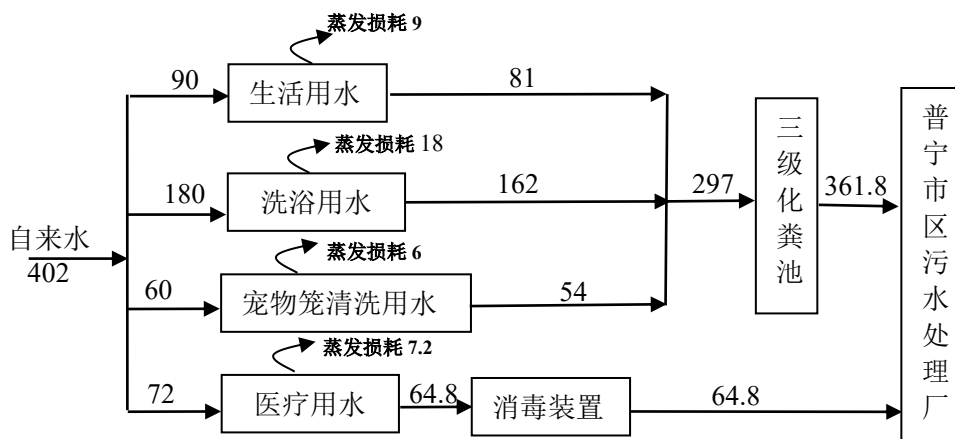 蒸发损耗 9
90
生活用水
81
蒸发损耗 18
180
洗浴用水
162
297
三级化粪池
361.8
普宁市区污水处理厂
自来水
402
蒸发损耗 6
60
宠物笼清洗用水
54
蒸发损耗 7.2
72
医疗用水
64.8
消毒装置
64.8